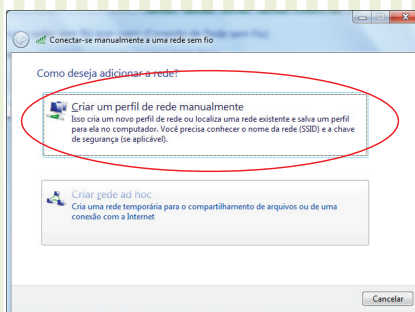 Conectar-se manualmente a uma rede sem fio
Como deseja adicionar a rede?
Criar um perfil de rede manualmente
Isso cria um novo perfil de rede ou localiza uma rede existente e salva um perfil
para ela no computador. Você precisa conhecer o nome da rede (SSID) e a chave
de segurança (se aplicável).
Criar rede ad hoc
Cria uma rede temporária para o compartilhamento de arquivos ou de uma
conexão com a Internet
Cancelar